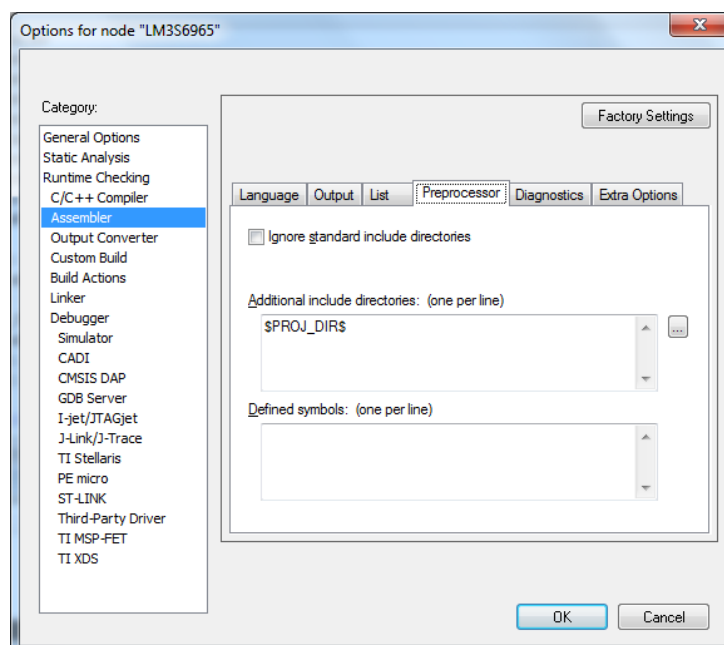 Options for node "LM3S6965"
Category:
General Options
Static Analysis
Runtime Checking
C/C++ Compiler
Assembler
Output Converter
Custom Build
Build Actions
Linker
Debugger
Simulator
CADI
CMSIS DAP
GDB Server
I-jet/JTAGjet
J-Link/J-Trace
TI Stellaris
PE micro
ST-LINK
Third-Party Driver
TI MSP-FET
TI XDS
Factory Settings
Language Output List Preprocessor Diagnostics Extra Options
Ignore standard include directories
Additional include directories: (one per line)
$PROJ_DIR$
...
Defined symbols: (one per line)
OK Cancel